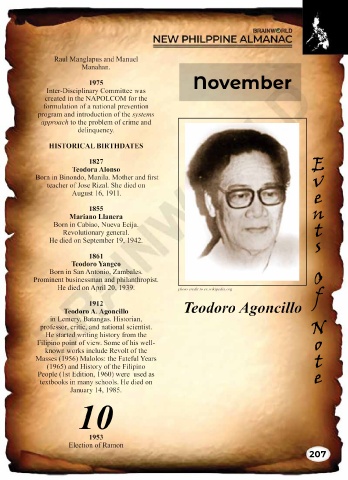 BRAINWORLD
NEW PHILPPINE ALMANAC
Raul Manglapus and Manuel
Manahan.
1975
Inter-Disciplinary Committee was
created in the NAPOLCOM for the
formulation of a national prevention
program and introduction of the systems
approach to the problem of crime and
delinquency.
HISTORICAL BIRTHDATES
1827
Teodora Alonso
Born in Binondo, Manila. Mother and first
teacher of Jose Rizal. She died on
August 16, 1911.
1855
Mariano Llanera
Born in Cabiao, Nueva Ecija.
Revolutionary general.
He died on September 19, 1942.
1861
Teodoro Yangco
Born in San Antonio, Zambales.
Prominent businessman and philanthropist.
He died on April 20, 1939.
1912
Teodoro A. Agoncillo
in Lemery, Batangas. Historian,
professor, critic, and national scientist.
He started writing history from the
Filipino point of view. Some of his well-
known works include Revolt of the
Masses (1956) Malolos: the Fateful Years
(1965) and History of the Filipino
People (1st Edition, 1960) were used as
textbooks in many schools. He died on
January 14, 1985.
10
1953
Election of Ramon
November
photo credit to en.wikipedia.org
Teodoro Agoncillo
Events Of Note
207